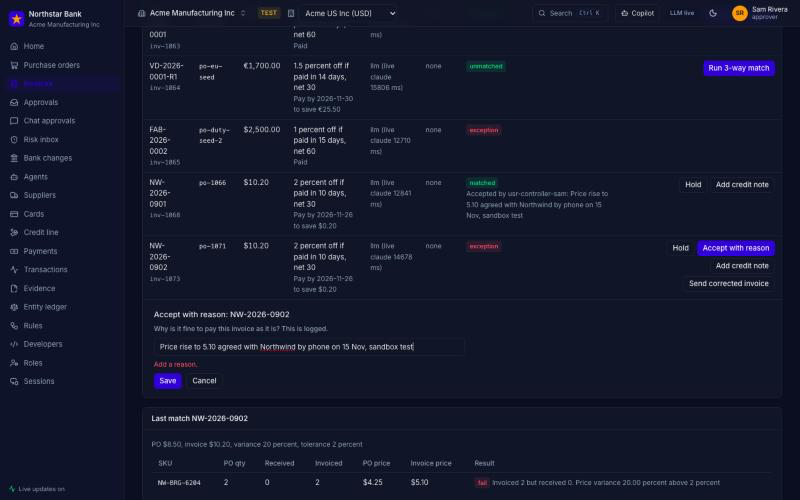 Northstar Bank
Acme Manufacturing Inc
Acme Manufacturing Inc
TEST
Acme US Inc (USD)
Search Ctrl K
Copilot
LLM live
SR
Sam Rivera
approver
Home
Purchase orders
Invoices
Approvals
Chat approvals
Risk inbox
Bank changes
Agents
Suppliers
Cards
Credit line
Payments
Transactions
Evidence
Entity ledger
Rules
Developers
Roles
Sessions
Live updates on
0001
inv-1063
net 60
Paid
ms)
VD-2026-
0001-R1
inv-1064
po-eu-
seed
€1,700.00
1.5 percent off if
paid in 14 days,
net 30
Pay by 2026-11-30
to save €25.50
llm (live
claude
15806 ms)
none
unmatched
Run 3-way match
FAB-
2026-
0002
inv-1065
po-duty-
seed-2
$2,500.00
1 percent off if
paid in 15 days,
net 60
Paid
llm (live
claude 12710
ms)
none
exception
NW-
2026-
0901
inv-1068
po-1066
$10.20
2 percent off if
paid in 10 days,
net 30
Pay by 2026-11-26
to save $0.20
llm (live
claude 12841
ms)
none
matched
Accepted by usr-controller-sam: Price rise to
5.10 agreed with Northwind by phone on 15
Nov, sandbox test
Hold
Add credit note
NW-
2026-
0902
inv-1073
po-1071
$10.20
2 percent off if
paid in 10 days,
net 30
Pay by 2026-11-26
to save $0.20
llm (live
claude 14678
ms)
none
exception
Hold
Accept with reason
Add credit note
Send corrected invoice
Accept with reason: NW-2026-0902
Why is it fine to pay this invoice as it is? This is logged.
Price rise to 5.10 agreed with Northwind by phone on 15 Nov, sandbox test
Add a reason.
Save
Cancel
Last match NW-2026-0902
PO $8.50, invoice $10.20, variance 20 percent, tolerance 2 percent
SKU PO qty Received Invoiced PO price Invoice price Result
NW-BRG-6204 2 0 2 $4.25 $5.10 fail Invoiced 2 but received 0. Price variance 20.00 percent above 2 percent